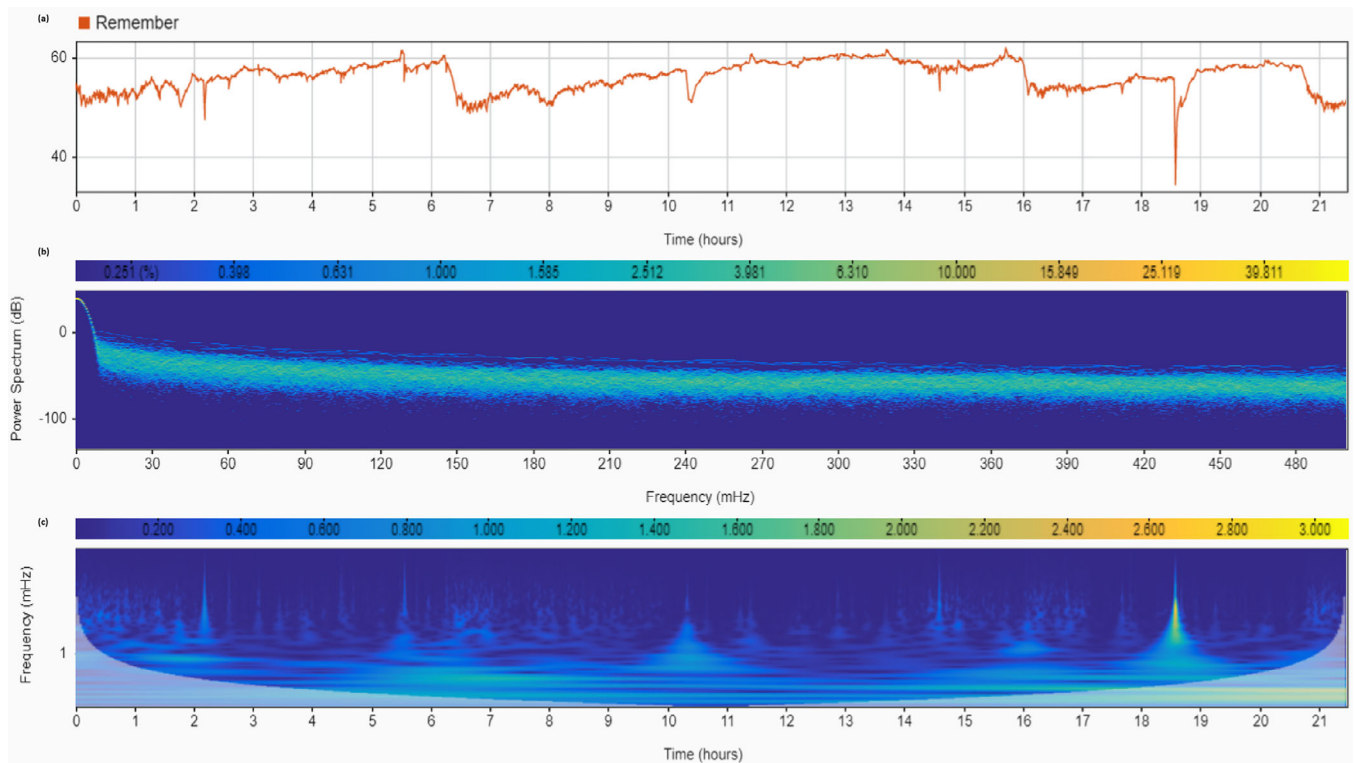 (a)
Remember
60
40
0 1 2 3 4 5 6 7 8 9 10 11 12 13 14 15 16 17 18 19 20 21
Time (hours)
(b)
0.251 (%) 0.398 0.631 1.000 1.585 2.512 3.981 6.310 10.000 15.849 25.119 39.811
Power Spectrum (dB)
0
-100
0 30 60 90 120 150 180 210 240 270 300 330 360 390 420 450 480
Frequency (mHz)
(c)
0.200 0.400 0.600 0.800 1.000 1.200 1.400 1.600 1.800 2.000 2.200 2.400 2.600 2.800 3.000
Frequency (mHz)
1
0 1 2 3 4 5 6 7 8 9 10 11 12 13 14 15 16 17 18 19 20 21
Time (hours)